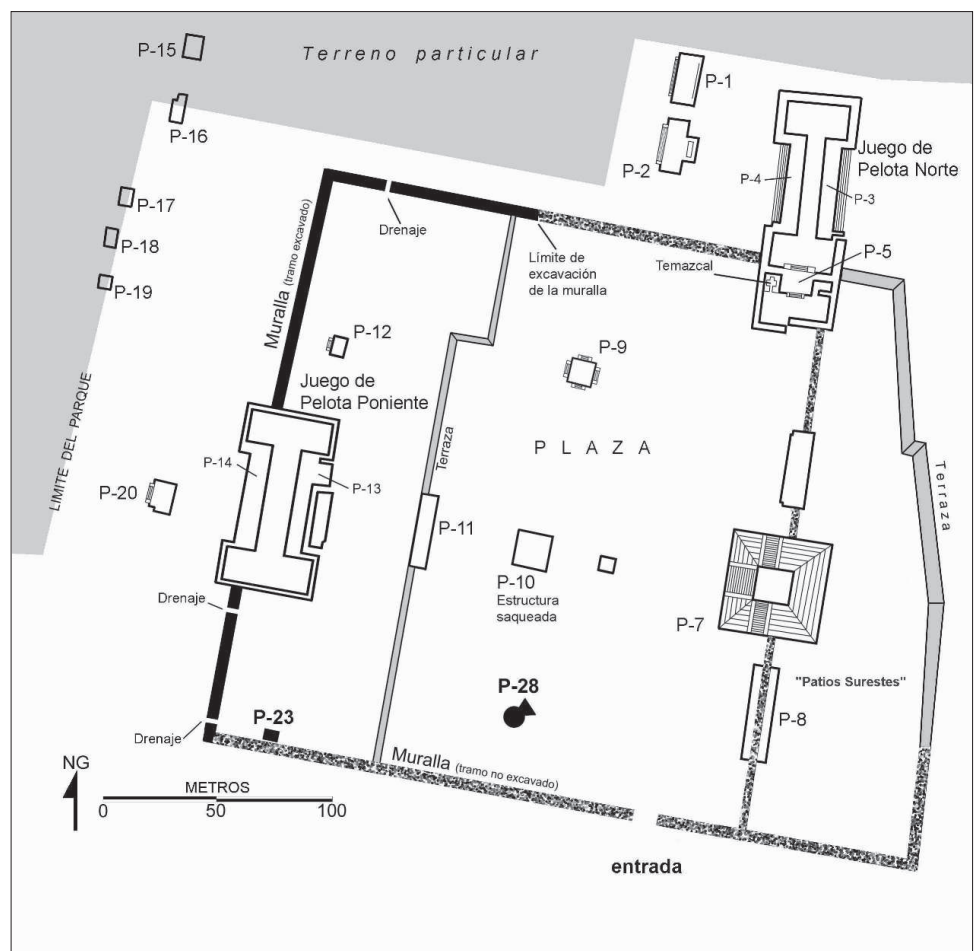 P-15
Terreno particular
P-1
P-16
P-2
Juego de
Pelota Norte
P-4
P-3
P-17
P-18
P-19
Drenaje
Límite de
excavación
de la muralla
Temazcal
P-5
Muralla (tramo excavado)
P-12
P-9
Juego de
Pelota Poniente
LIMITE DEL PARQUE
PLAZA
Terraza
Terraza
P-14
P-13
P-20
P-11
P-10
Estructura
saqueada
P-7
Drenaje
"Patios Surestes"
P-28
P-8
P-23
Drenaje
Muralla (tramo no excavado)
NG
METROS
0 50 100
entrada